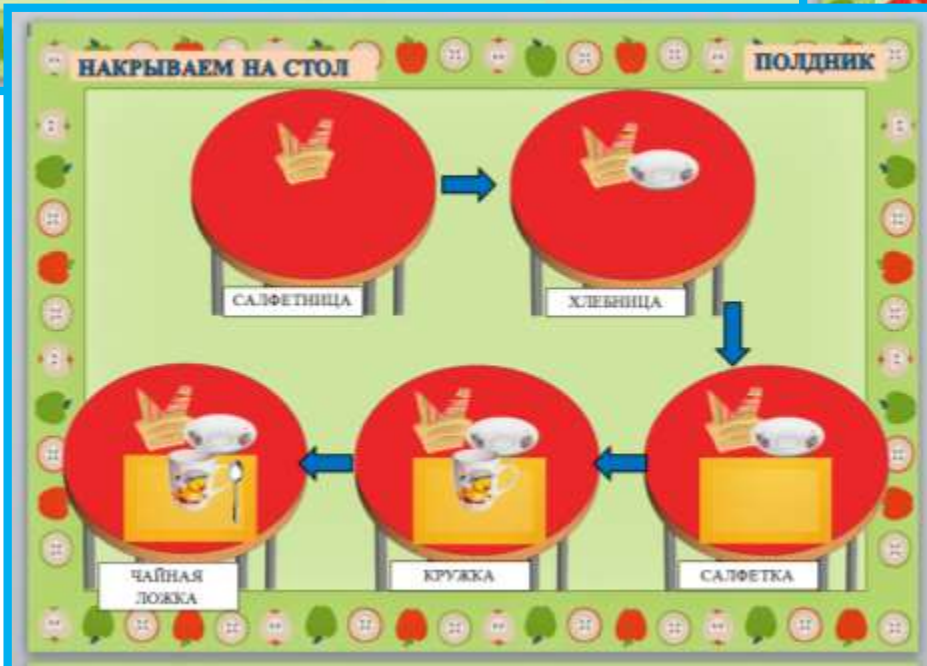 НАКРЫВАЕМ НА СТОЛ
ПОЛДНИК
САЛФЕТНИЦА
ХЛЕБНИЦА
ЧАЙНАЯ
ЛОЖКА
КРУЖКА
САЛФЕТКА